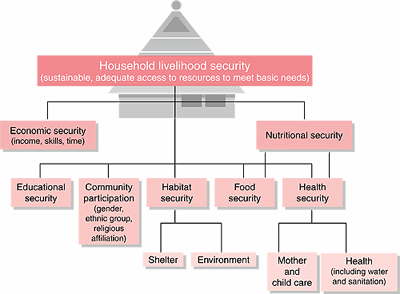 Household livelihood security
(sustainable, adequate access to resources to meet basic needs)
Economic security
(income, skills, time)
Nutritional security
Educational
security
Community
participation
(gender,
ethnic group,
religious
affiliation)
Habitat
security
Food
security
Health
security
Shelter
Environment
Mother
and
child care
Health
(including water
and sanitation)